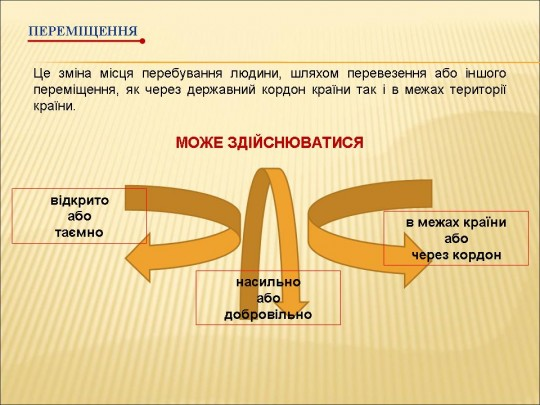 ПЕРЕМІЩЕННЯ
Це зміна місця перебування людини, шляхом перевезення або іншого
переміщення, як через державний кордон країни так і в межах території
країни.
МОЖЕ ЗДІЙСНЮВАТИСЯ
відкрито
або
таємно
насильно
або
добровільно
в межах країни
або
через кордон